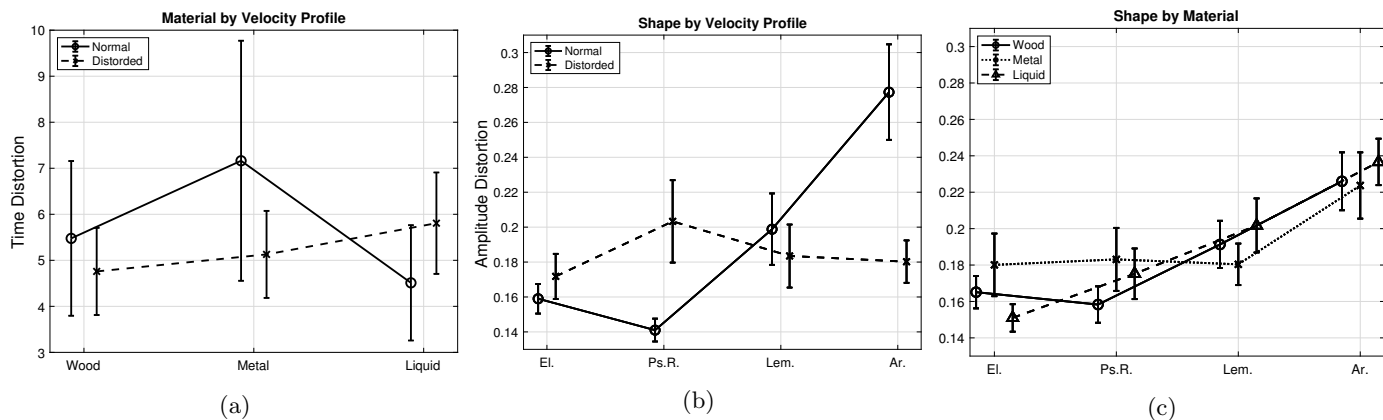 Material by Velocity Profile
Normal
Distorded
Time Distortion
10
9
8
7
6
5
4
3
Wood Metal Liquid
(a)
Shape by Velocity Profile
Normal
Distorded
Amplitude Distortion
0.3
0.28
0.26
0.24
0.22
0.2
0.18
0.16
0.14
El. Ps.R. Lem. Ar.
(b)
Shape by Material
Wood
Metal
Liquid
0.3
0.28
0.26
0.24
0.22
0.2
0.18
0.16
0.14
El. Ps.R. Lem. Ar.
(c)